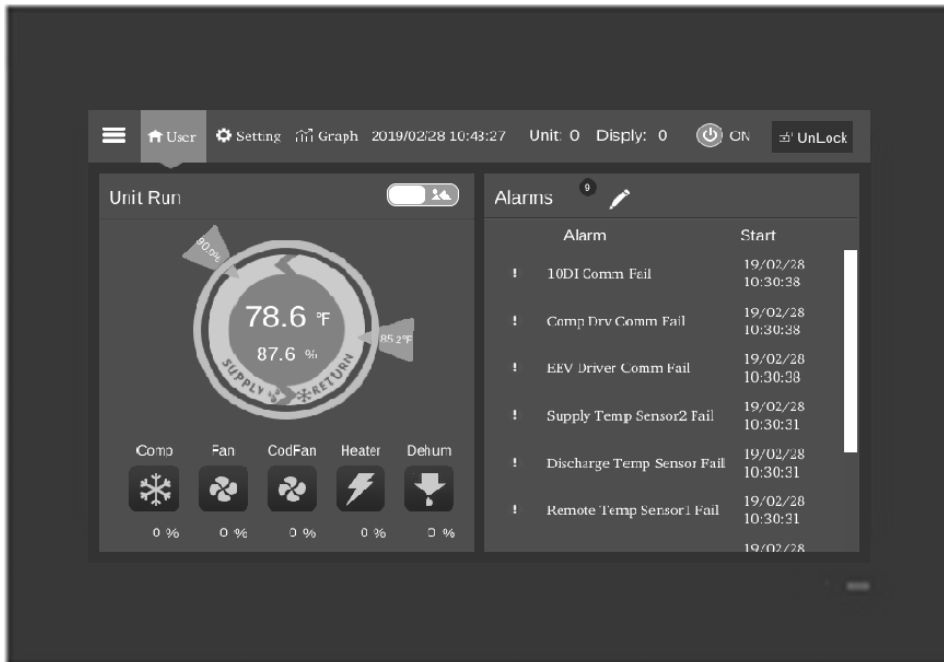 User Setting Graph 2019/02/28 10:43:27 Unit: 0 Disply: 0 ON UnLock
Unit Run
90.0%
78.6 °F
87.6 %
85.2°F
SUPPLY RETURN
Comp Fan CodFan Heater Dehum
0 % 0 % 0 % 0 % 0 %
Alarms 9
Alarm Start
10DI Comm Fail 19/02/28
10:30:38
Comp Drv Comm Fail 19/02/28
10:30:38
EEV Driver Comm Fail 19/02/28
10:30:38
Supply Temp Sensor2 Fail 19/02/28
10:30:31
Discharge Temp Sensor Fail 19/02/28
10:30:31
Remote Temp Sensor1 Fail 19/02/28
10:30:31
19/02/28